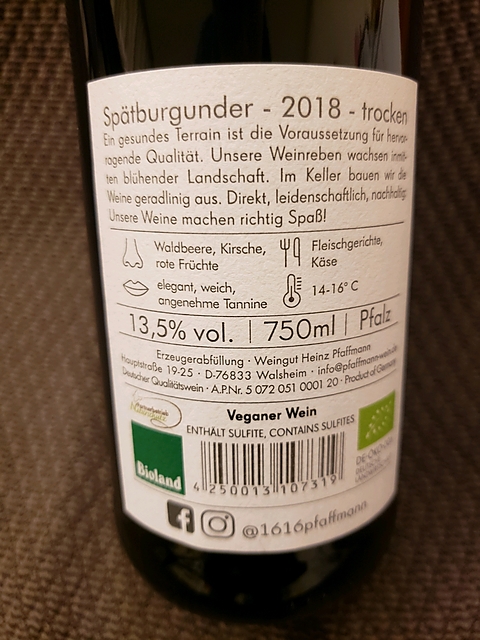 Spätburgunder - 2018 - trocken
Ein gesundes Terrain ist die Voraussetzung für hervor-
ragende Qualität. Unsere Weinreben wachsen inmit-
ten blühender Landschaft. Im Keller bauen wir die
Weine geradlinig aus. Direkt, leidenschaftlich, nachhaltig:
Unsere Weine machen richtig Spaß!
Waldbeere, Kirsche,
rote Früchte
Fleischgerichte,
Käse
elegant, weich,
angenehme Tannine
14-16° C
13,5% vol. | 750ml | Pfalz
Erzeugerabfüllung · Weingut Heinz Pfaffmann
Hauptstraße 19-25 · D-76833 Walsheim · info@pfaffmann-weine.de
Deutscher Qualitätswein · A.P.Nr. 5 072 051 0001 20 · Product of Germany
Veganer Wein
ENTHÄLT SULFITE, CONTAINS SULFITES
Bioland
4 250013 107319
@1616pfaffmann